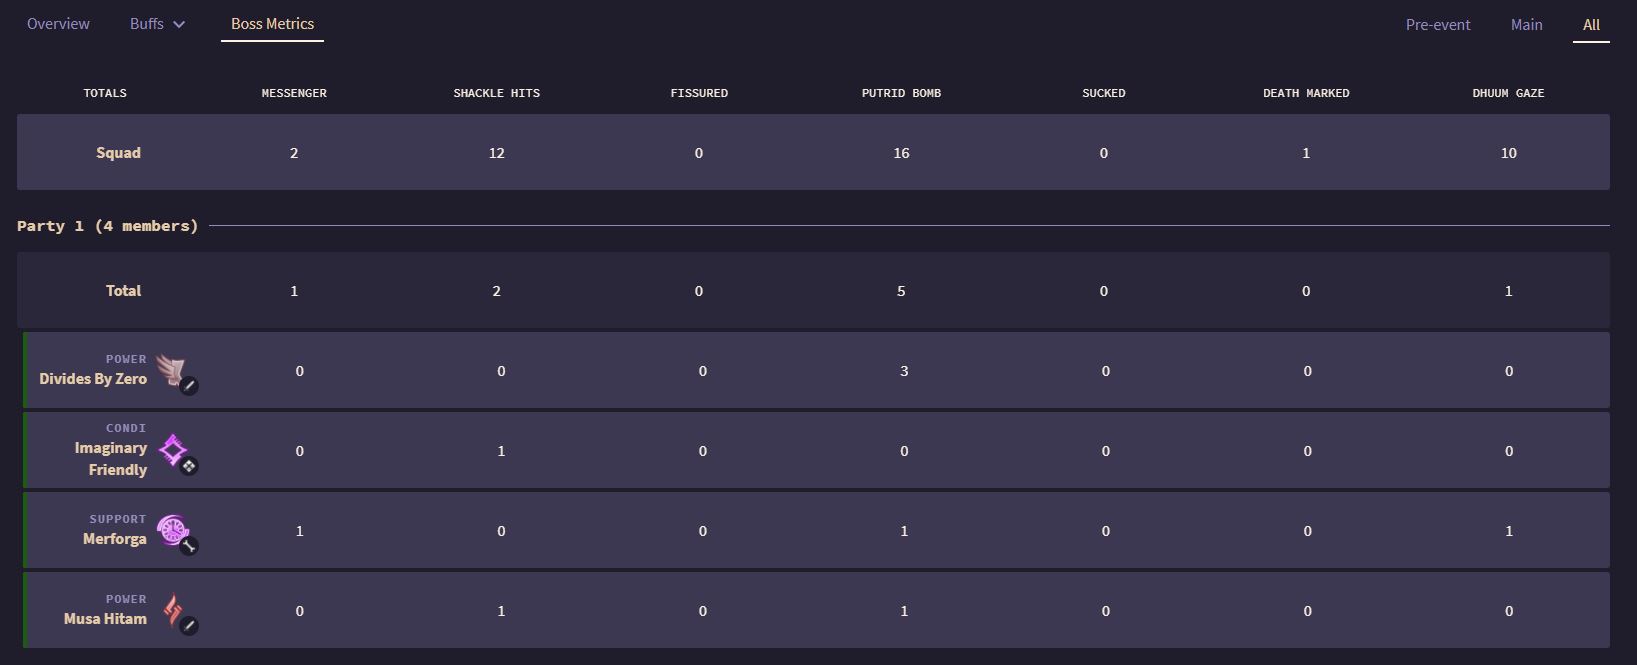 Overview Buffs Boss Metrics Pre-event Main All
TOTALS MESSENGER SHACKLE HITS FISSURED PUTRID BOMB SUCKED DEATH MARKED DHUUM GAZE
Squad 2 12 0 16 0 1 10
Party 1 (4 members)
Total 1 2 0 5 0 0 1
POWER
Divides By Zero 0 0 0 3 0 0 0
CONDI
Imaginary
Friendly 0 1 0 0 0 0 0
SUPPORT
Merforga 1 0 0 1 0 0 1
POWER
Musa Hitam 0 1 0 1 0 0 0